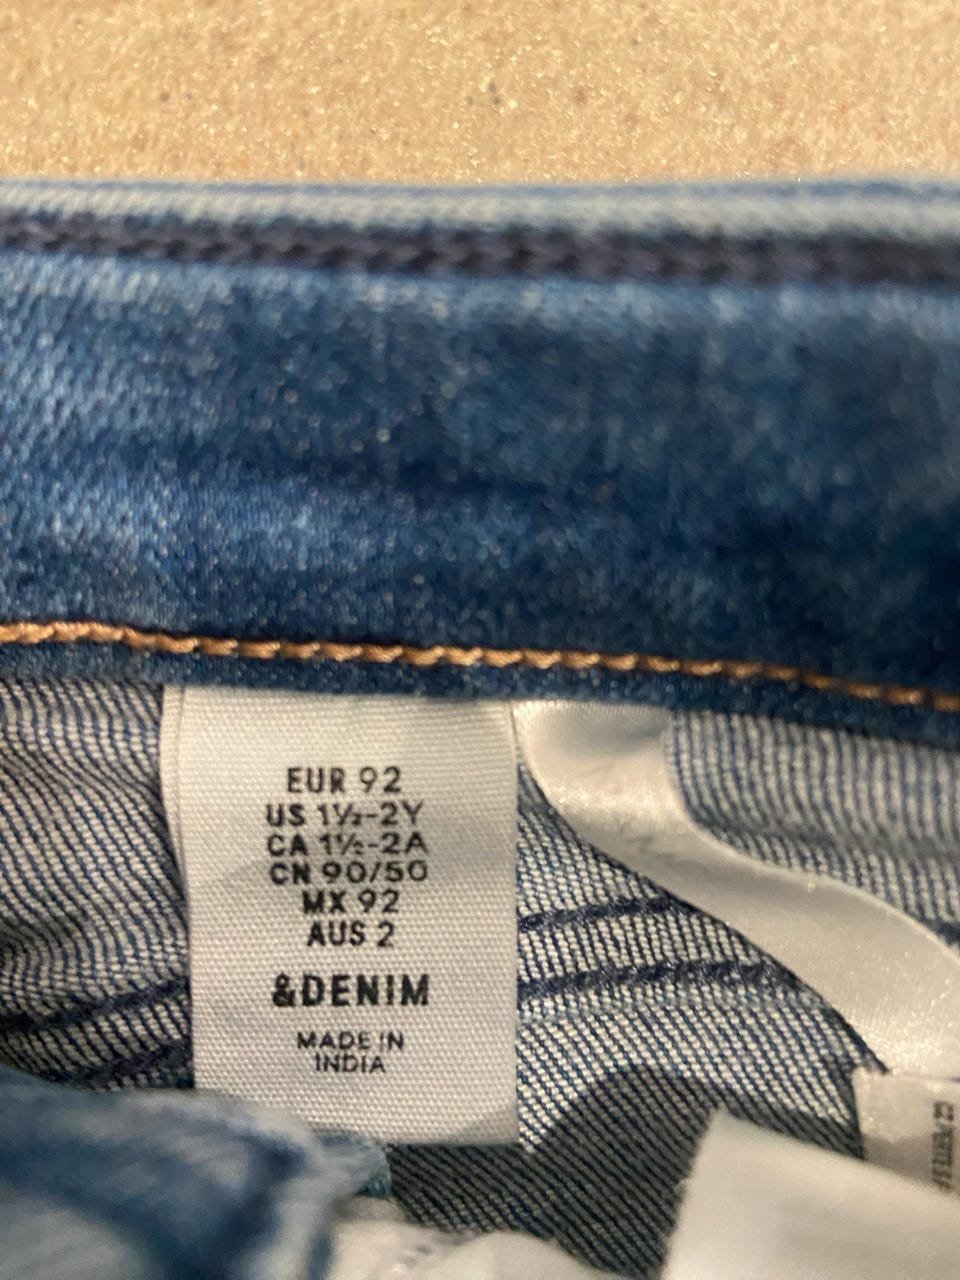 EUR 92
US 1½-2Y
CA 1½-2A
CN 90/50
MX 92
AUS 2
&DENIM
MADE IN
INDIA